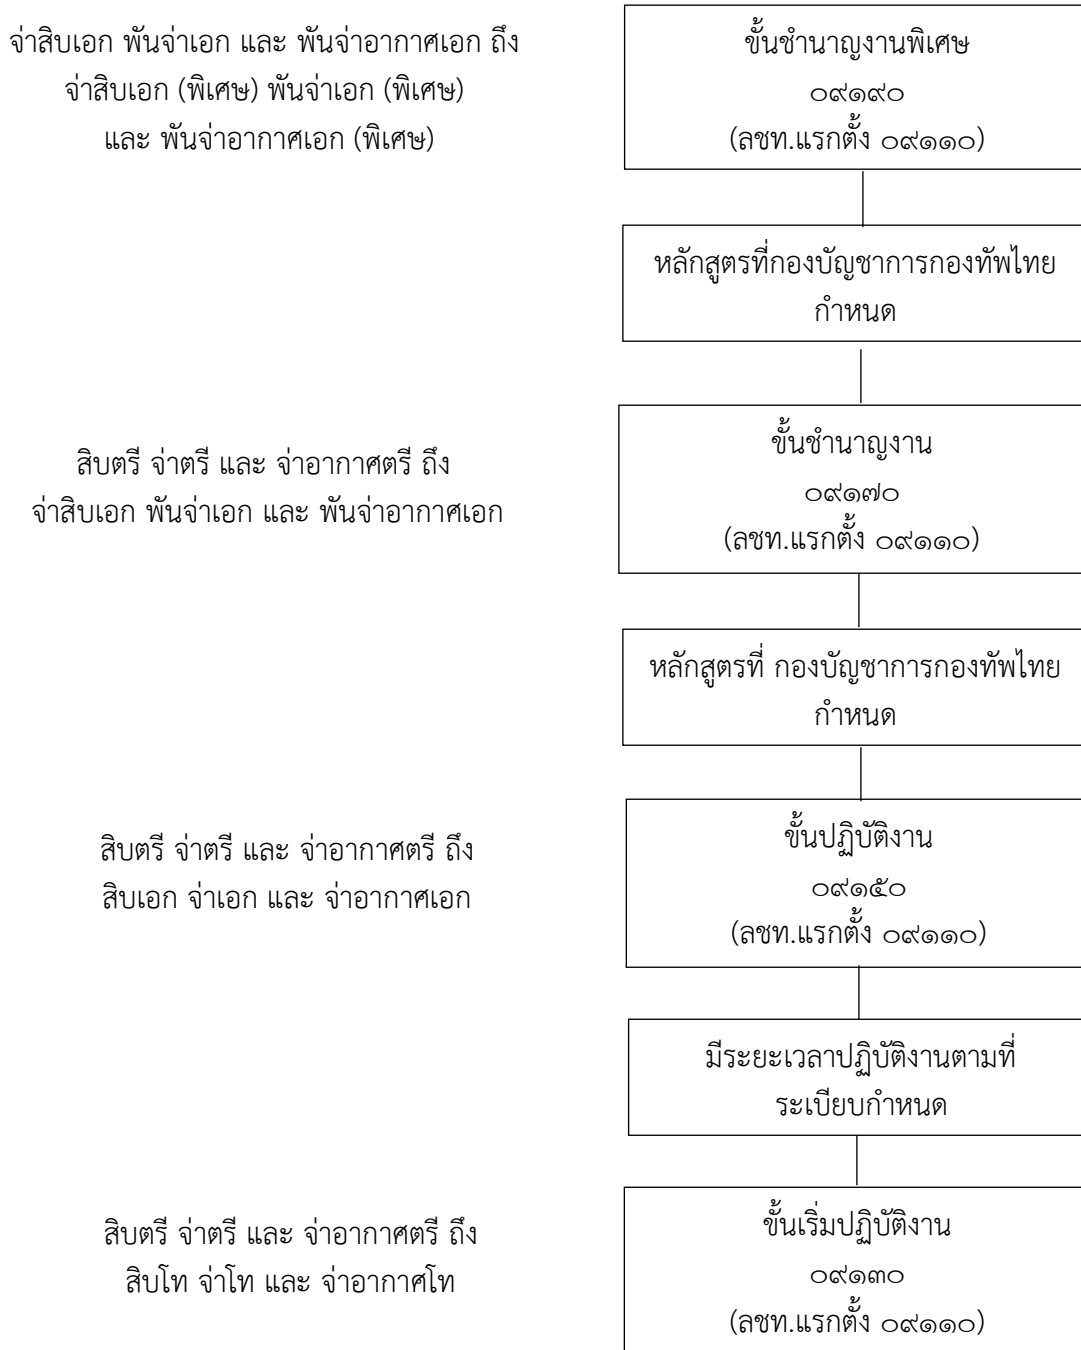 จ่าสิบเอก พันจ่าเอก และ พันจ่าอากาศเอก ถึง
จ่าสิบเอก (พิเศษ) พันจ่าเอก (พิเศษ)
และ พันจ่าอากาศเอก (พิเศษ)
ขั้นชำนาญงานพิเศษ
๐๙๑๙๐
(ลชท.แรกตั้ง ๐๙๑๑๐)
หลักสูตรที่กองบัญชาการกองทัพไทย
กำหนด
สิบตรี จ่าตรี และ จ่าอากาศตรี ถึง
จ่าสิบเอก พันจ่าเอก และ พันจ่าอากาศเอก
ขั้นชำนาญงาน
๐๙๑๗๐
(ลชท.แรกตั้ง ๐๙๑๑๐)
หลักสูตรที่ กองบัญชาการกองทัพไทย
กำหนด
สิบตรี จ่าตรี และ จ่าอากาศตรี ถึง
สิบเอก จ่าเอก และ จ่าอากาศเอก
ขั้นปฏิบัติงาน
๐๙๑๕๐
(ลชท.แรกตั้ง ๐๙๑๑๐)
มีระยะเวลาปฏิบัติงานตามที่
ระเบียบกำหนด
สิบตรี จ่าตรี และ จ่าอากาศตรี ถึง
สิบโท จ่าโท และ จ่าอากาศโท
ขั้นเริ่มปฏิบัติงาน
๐๙๑๓๐
(ลชท.แรกตั้ง ๐๙๑๑๐)